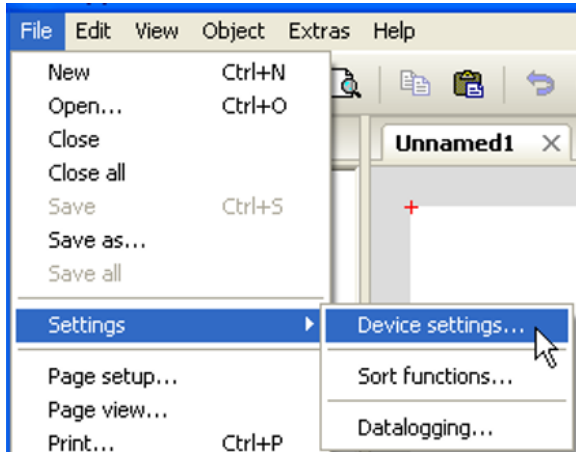 File Edit View Object Extras Help
New Ctrl+N
Open... Ctrl+O
Close
Close all
Save Ctrl+S
Save as...
Save all
Settings
Page setup...
Page view...
Print... Ctrl+P
Unnamed1
Device settings...
Sort functions...
Datalogging...